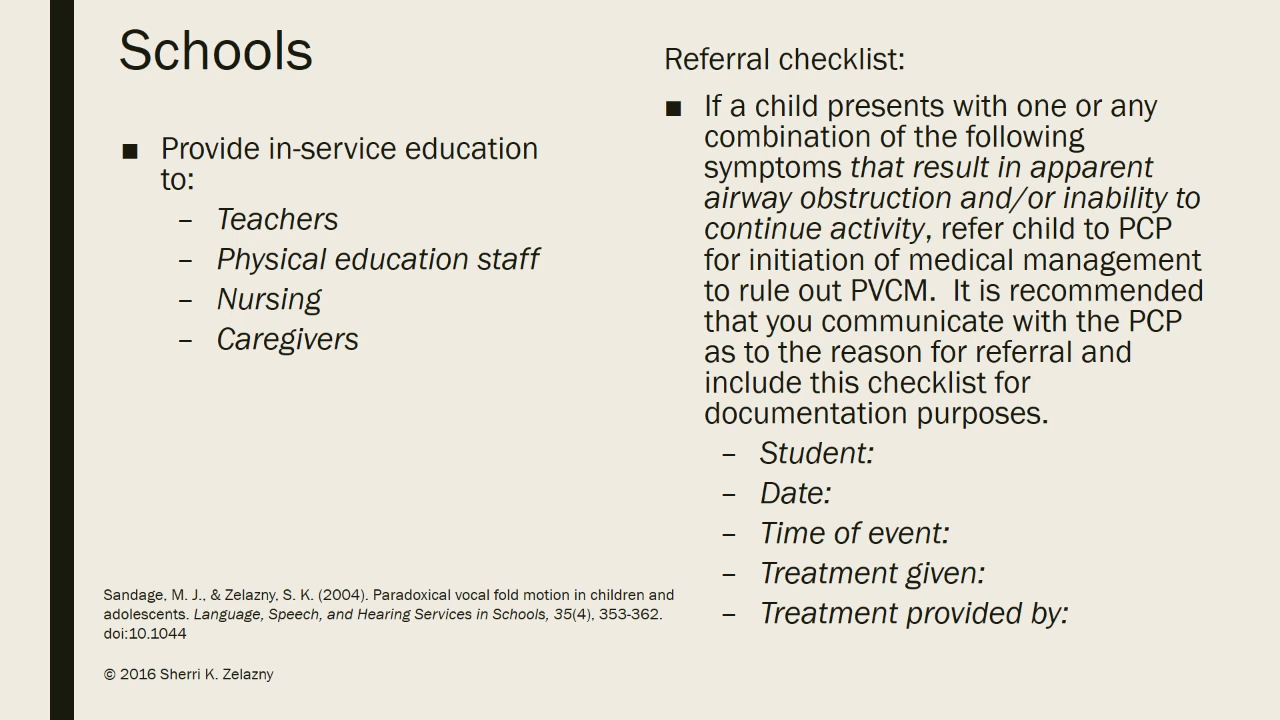 Schools
■ Provide in-service education
to:
– Teachers
– Physical education staff
– Nursing
– Caregivers
Referral checklist:
■ If a child presents with one or any
combination of the following
symptoms that result in apparent
airway obstruction and/or inability to
continue activity, refer child to PCP
for initiation of medical management
to rule out PVCM.  It is recommended
that you communicate with the PCP
as to the reason for referral and
include this checklist for
documentation purposes.
– Student:
– Date:
– Time of event:
– Treatment given:
– Treatment provided by:
Sandage, M. J., & Zelazny, S. K. (2004). Paradoxical vocal fold motion in children and
adolescents. Language, Speech, and Hearing Services in Schools, 35(4), 353-362.
doi:10.1044
© 2016 Sherri K. Zelazny